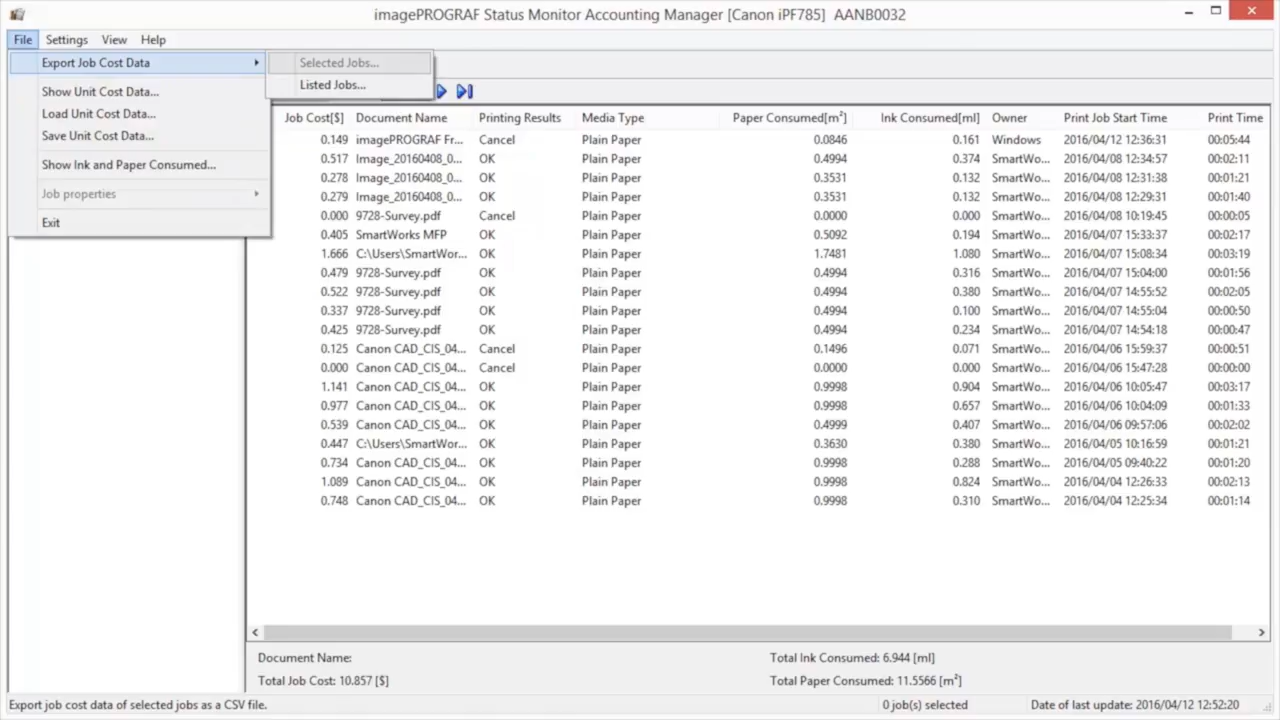 imagePROGRAF Status Monitor Accounting Manager [Canon iPF785] AANB0032
File Settings View Help
Export Job Cost Data
Selected Jobs...
Listed Jobs...
Show Unit Cost Data...
Load Unit Cost Data...
Save Unit Cost Data...
Show Ink and Paper Consumed...
Job properties
Exit
Job Cost[$] Document Name Printing Results Media Type Paper Consumed[m²] Ink Consumed[ml] Owner Print Job Start Time Print Time
0.149 imagePROGRAF Fr... Cancel Plain Paper 0.0846 0.161 Windows 2016/04/12 12:36:31 00:05:44
0.517 Image_20160408_0... OK Plain Paper 0.4994 0.374 SmartWo... 2016/04/08 12:34:57 00:02:11
0.278 Image_20160408_0... OK Plain Paper 0.3531 0.132 SmartWo... 2016/04/08 12:31:38 00:01:21
0.279 Image_20160408_0... OK Plain Paper 0.3531 0.132 SmartWo... 2016/04/08 12:29:31 00:01:40
0.000 9728-Survey.pdf Cancel Plain Paper 0.0000 0.000 SmartWo... 2016/04/08 10:19:45 00:00:05
0.405 SmartWorks MFP OK Plain Paper 0.5092 0.194 SmartWo... 2016/04/07 15:33:37 00:02:17
1.666 C:\Users\SmartWor... OK Plain Paper 1.7481 1.080 SmartWo... 2016/04/07 15:08:34 00:03:19
0.479 9728-Survey.pdf OK Plain Paper 0.4994 0.316 SmartWo... 2016/04/07 15:04:00 00:01:56
0.522 9728-Survey.pdf OK Plain Paper 0.4994 0.380 SmartWo... 2016/04/07 14:55:52 00:02:05
0.337 9728-Survey.pdf OK Plain Paper 0.4994 0.100 SmartWo... 2016/04/07 14:55:04 00:00:50
0.425 9728-Survey.pdf OK Plain Paper 0.4994 0.234 SmartWo... 2016/04/07 14:54:18 00:00:47
0.125 Canon CAD_CIS_04... Cancel Plain Paper 0.1496 0.071 SmartWo... 2016/04/06 15:59:37 00:00:51
0.000 Canon CAD_CIS_04... Cancel Plain Paper 0.0000 0.000 SmartWo... 2016/04/06 15:47:28 00:00:00
1.141 Canon CAD_CIS_04... OK Plain Paper 0.9998 0.904 SmartWo... 2016/04/06 10:05:47 00:03:17
0.977 Canon CAD_CIS_04... OK Plain Paper 0.9998 0.657 SmartWo... 2016/04/06 10:04:09 00:01:33
0.539 Canon CAD_CIS_04... OK Plain Paper 0.4999 0.407 SmartWo... 2016/04/06 09:57:06 00:02:02
0.447 C:\Users\SmartWor... OK Plain Paper 0.3630 0.380 SmartWo... 2016/04/05 10:16:59 00:01:21
0.734 Canon CAD_CIS_04... OK Plain Paper 0.9998 0.288 SmartWo... 2016/04/05 09:40:22 00:01:20
1.089 Canon CAD_CIS_04... OK Plain Paper 0.9998 0.824 SmartWo... 2016/04/04 12:26:33 00:02:13
0.748 Canon CAD_CIS_04... OK Plain Paper 0.9998 0.310 SmartWo... 2016/04/04 12:25:34 00:01:14
Document Name: Total Ink Consumed: 6.944 [ml]
Total Job Cost: 10.857 [$] Total Paper Consumed: 11.5566 [m²]
Export job cost data of selected jobs as a CSV file. 0 job(s) selected Date of last update: 2016/04/12 12:52:20